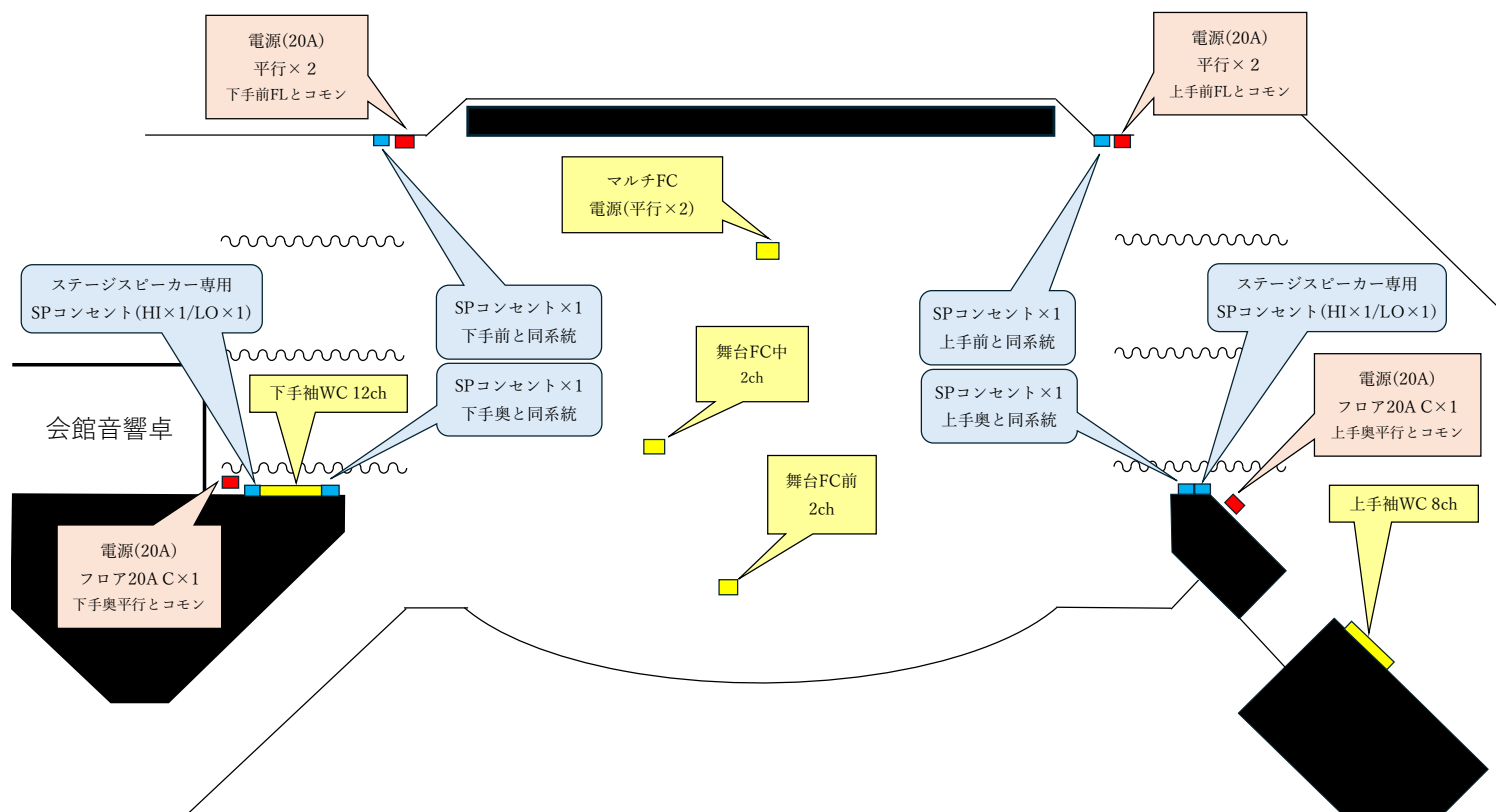 電源(20A)
平行× 2
下手前FLとコモン
電源(20A)
平行× 2
上手前FLとコモン
マルチFC
電源(平行×2)
ステージスピーカー専用
SPコンセント(HI×1/LO×1)
SPコンセント×1
下手前と同系統
SPコンセント×1
上手前と同系統
ステージスピーカー専用
SPコンセント(HI×1/LO×1)
舞台FC中
2ch
下手袖WC 12ch
SPコンセント×1
下手奥と同系統
SPコンセント×1
上手奥と同系統
電源(20A)
フロア20A C×1
上手奥平行とコモン
会館音響卓
舞台FC前
2ch
上手袖WC 8ch
電源(20A)
フロア20A C×1
下手奥平行とコモン